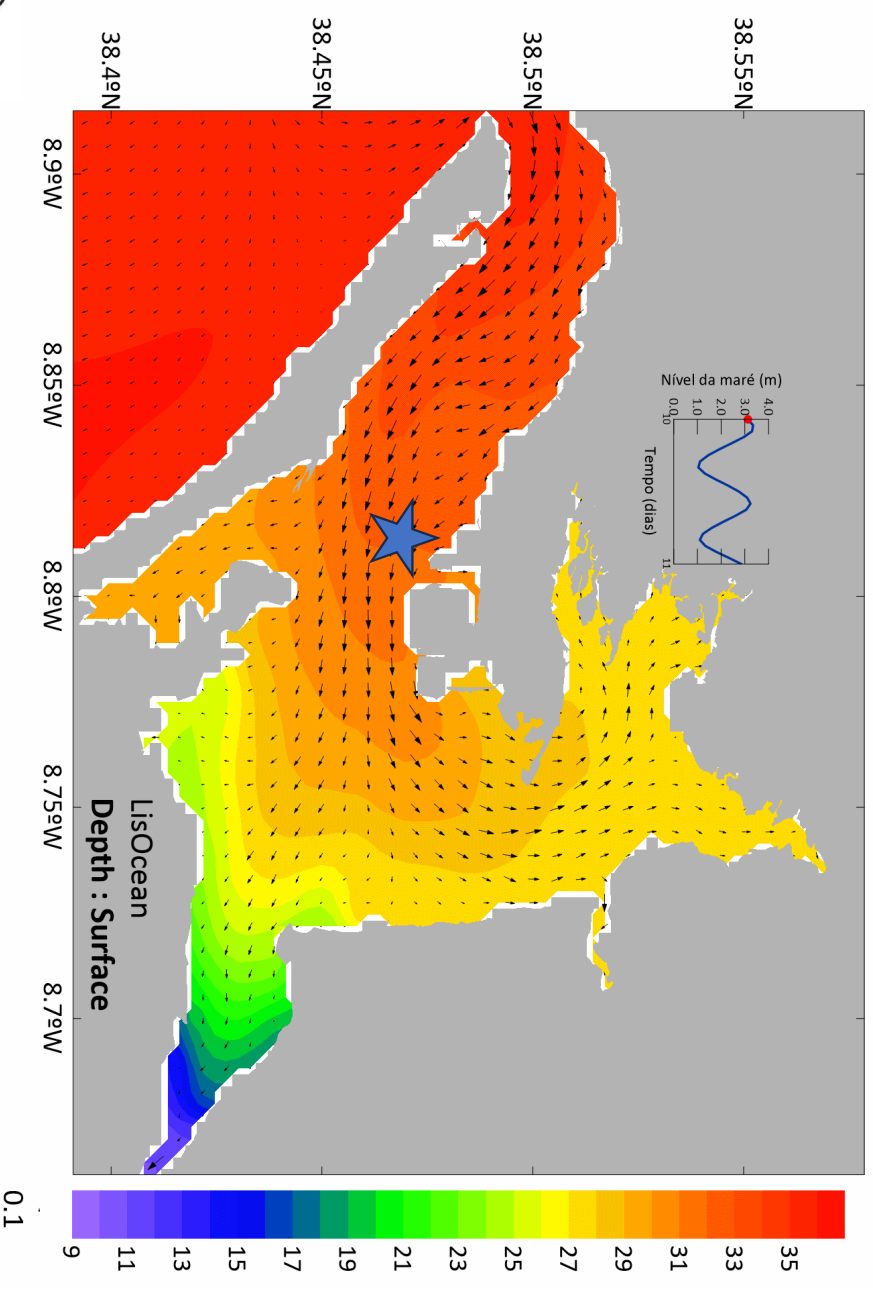 38.55ºN
38.5ºN
38.45ºN
38.4ºN
Nível da maré (m)
4.0
3.0
2.0
1.0
0.0
10
11
Tempo (dias)
LisOcean
Depth : Surface
8.9ºW
8.85ºW
8.8ºW
8.75ºW
8.7ºW
35
33
31
29
27
25
23
21
19
17
15
13
11
9
0.1